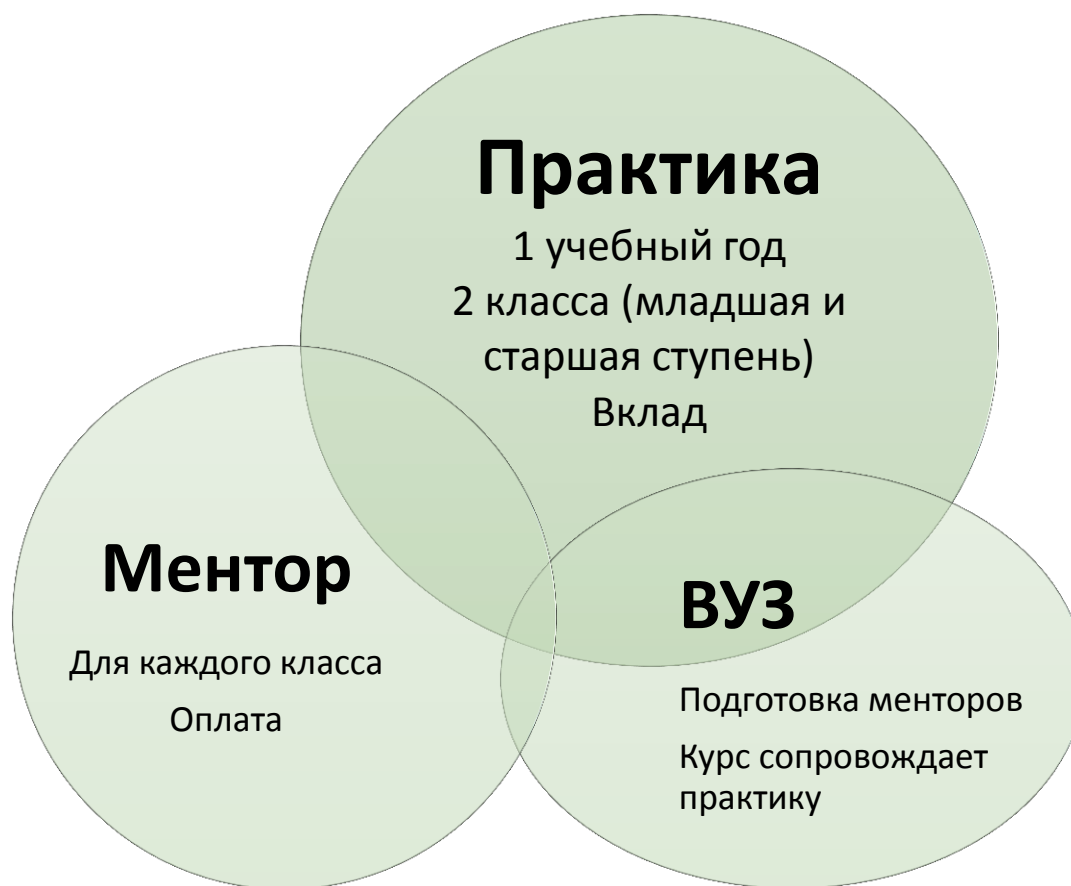 Практика
1 учебный год
2 класса (младшая и
старшая ступень)
Вклад
Ментор
Для каждого класса
Оплата
ВУЗ
Подготовка менторов
Курс сопровождает
практику